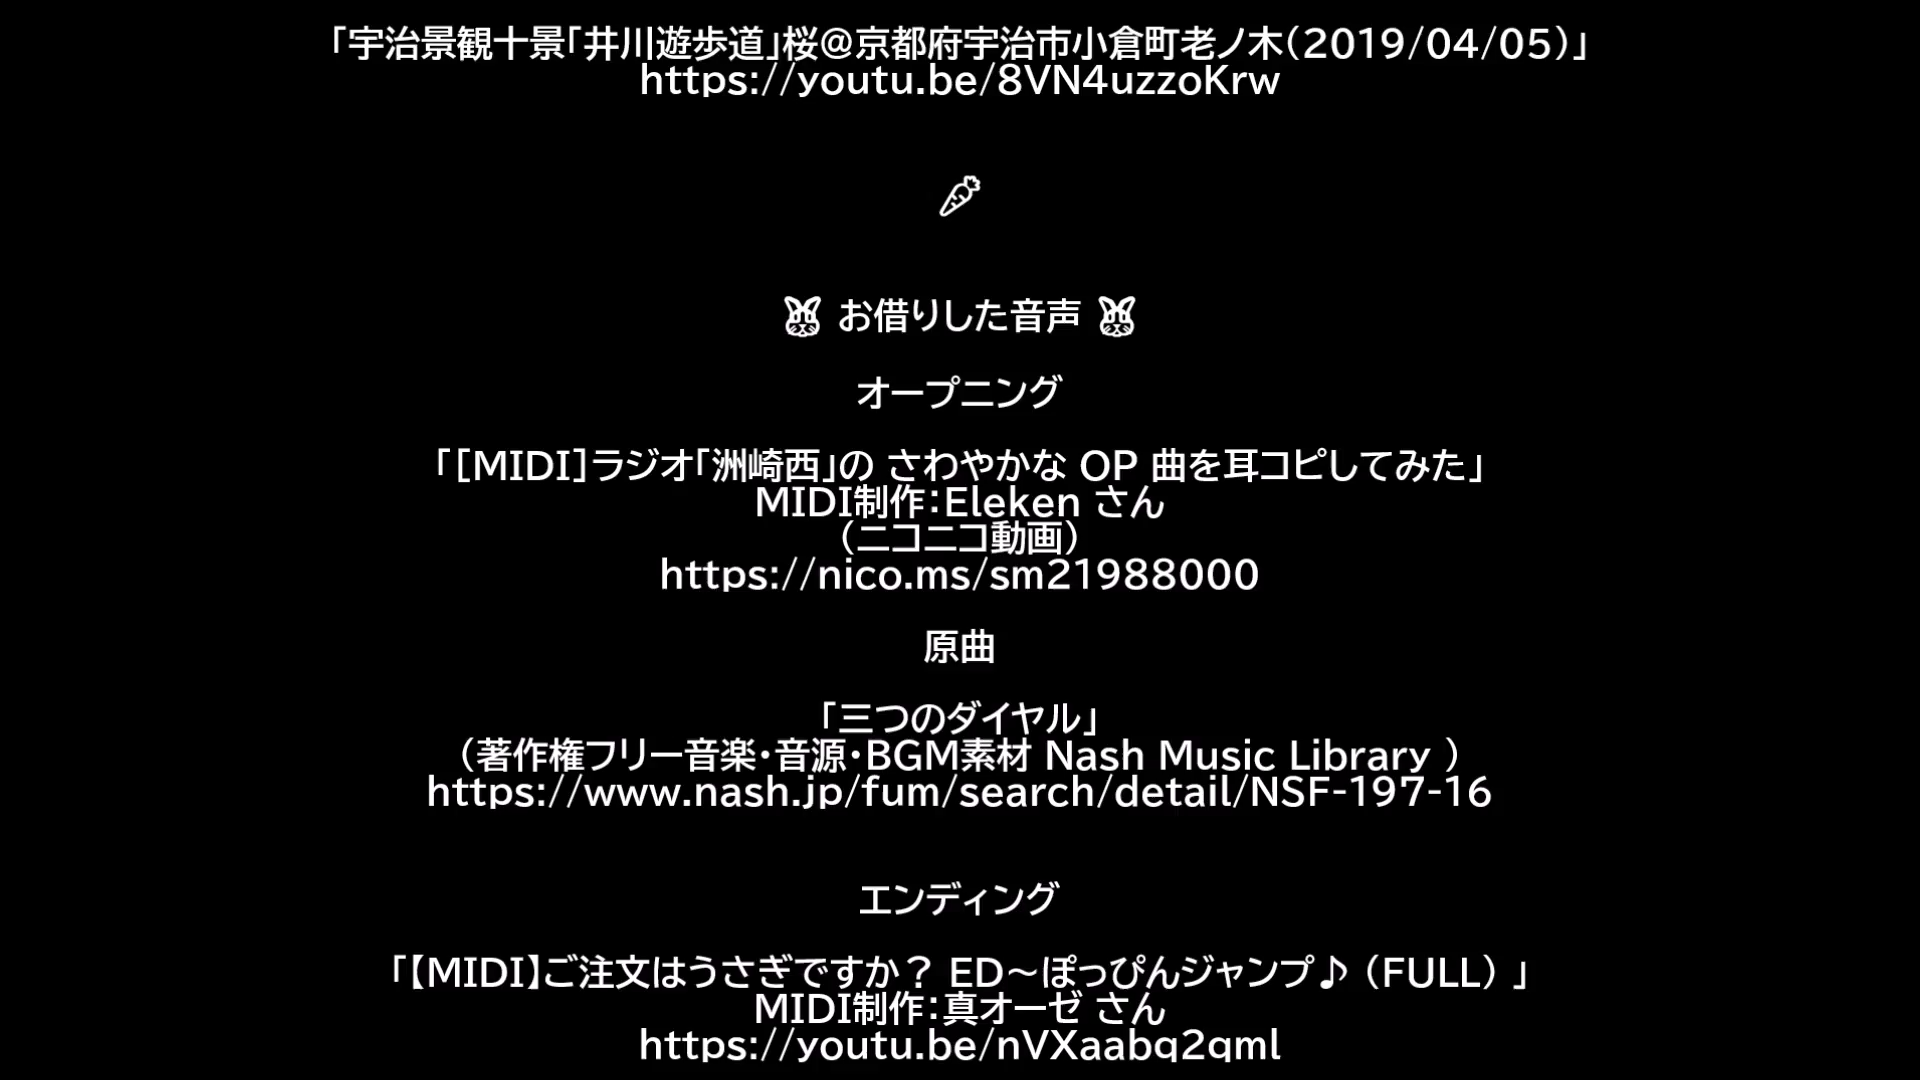 「宇治景観十景「井川遊歩道」桜@京都府宇治市小倉町老ノ木(2019/04/05)」
https://youtu.be/8VN4uzzoKrw
お借りした音声
オープニング
「[MIDI]ラジオ「洲崎西」の さわやかな OP 曲を耳コピしてみた」
MIDI制作:Eleken さん
(ニコニコ動画)
https://nico.ms/sm21988000
原曲
「三つのダイヤル」
(著作権フリー音楽・音源・BGM素材 Nash Music Library )
https://www.nash.jp/fum/search/detail/NSF-197-16
エンディング
「【MIDI】ご注文はうさぎですか? ED~ぽっぴんジャンプ♪(FULL)」
MIDI制作:真オーゼ さん
https://youtu.be/nVXaabq2qmI